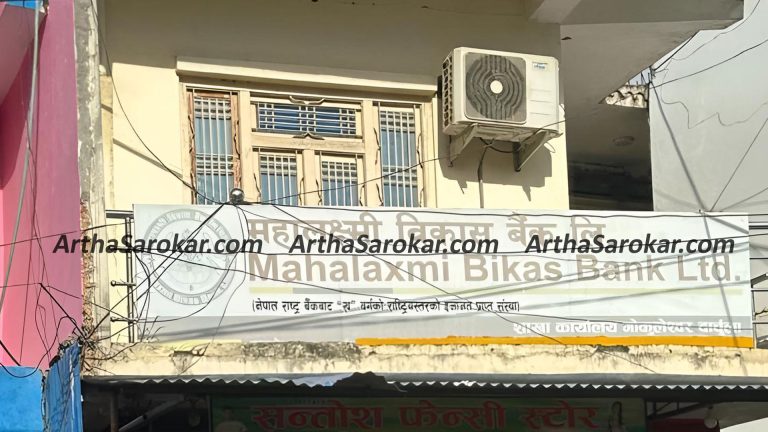 महालक्ष्मी विकास बैंक लि.
ArthaSarokar.com ArthaSarokar.com ArthaSarokar.com
Mahalaxmi Bikas Bank Ltd.
(नेपाल राष्ट्र बैंकबाट "ख" वर्गको राष्ट्रियस्तरको इजाजत प्राप्त संस्था)
शाखा कार्यालय गोकुलेश्वर दार्चुला
सन्तोष फेन्सी स्टोर